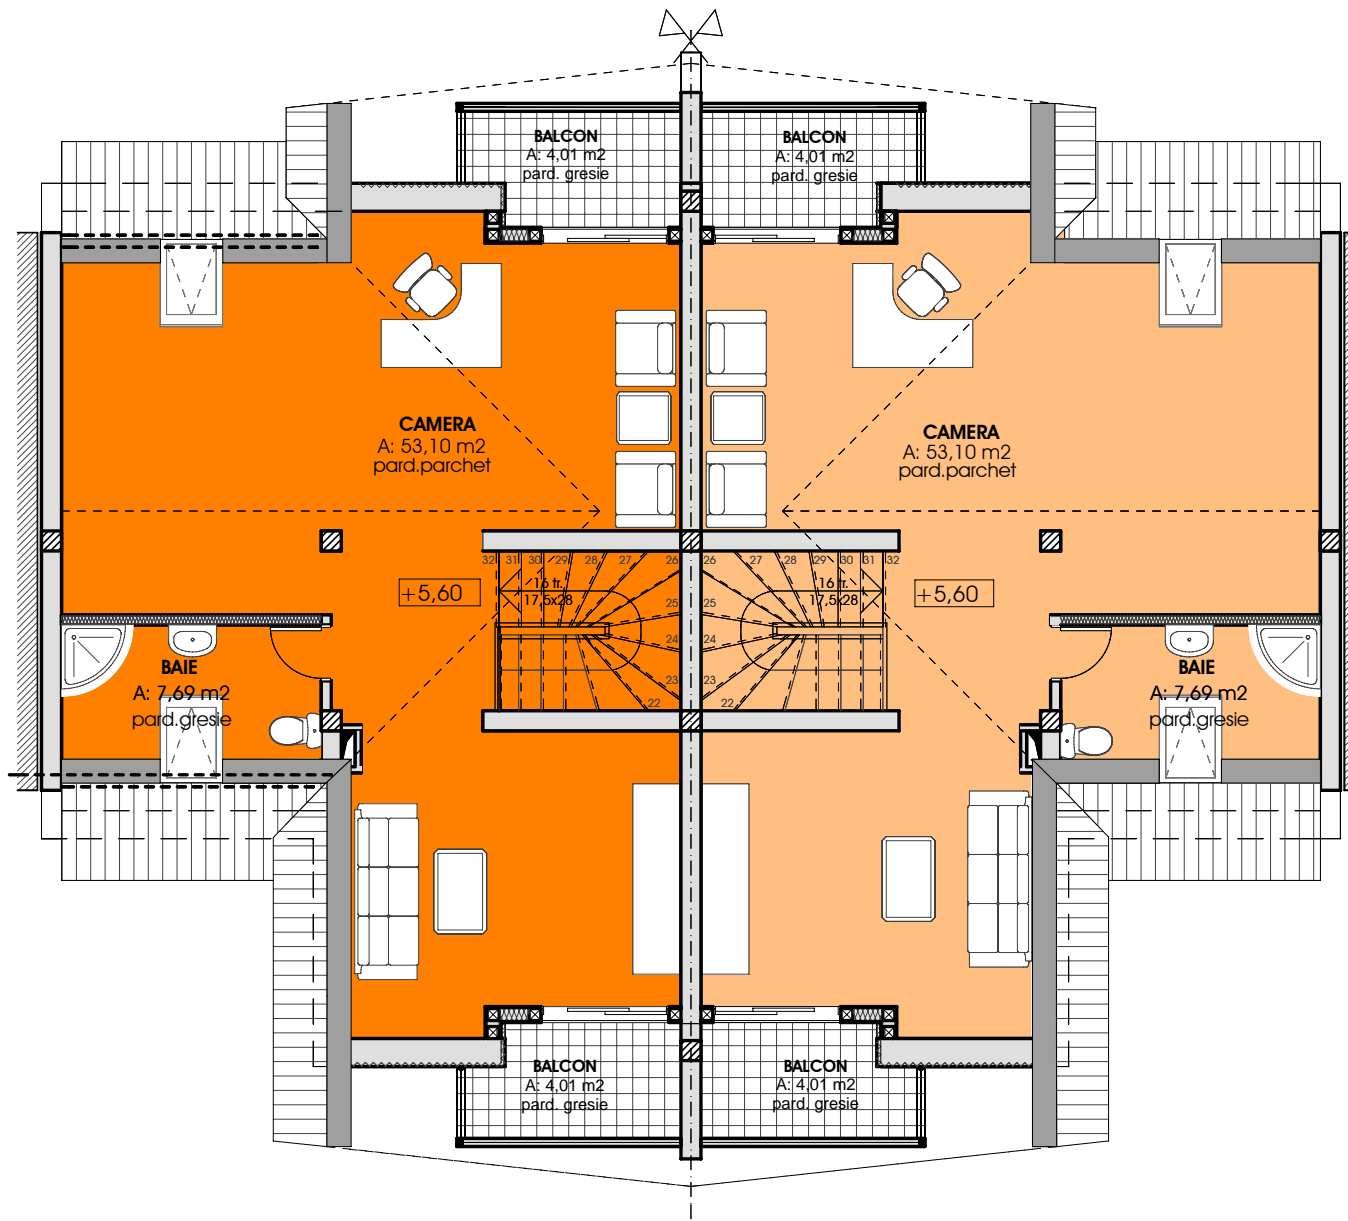 BALCON
A: 4,01 m2
pard. gresie
BALCON
A: 4,01 m2
pard. gresie
CAMERA
A: 53,10 m2
pard.parchet
CAMERA
A: 53,10 m2
pard.parchet
32 31 30 29 28 27 26
26 27 28 29 30 31 32
16 tr.
17,5x28
16 tr.
17,5x28
+5,60
+5,60
25 25
24 24
23 23
22 22
BAIE
A: 7,69 m2
pard.gresie
BAIE
A: 7,69 m2
pard.gresie
BALCON
A: 4,01 m2
pard. gresie
BALCON
A: 4,01 m2
pard. gresie